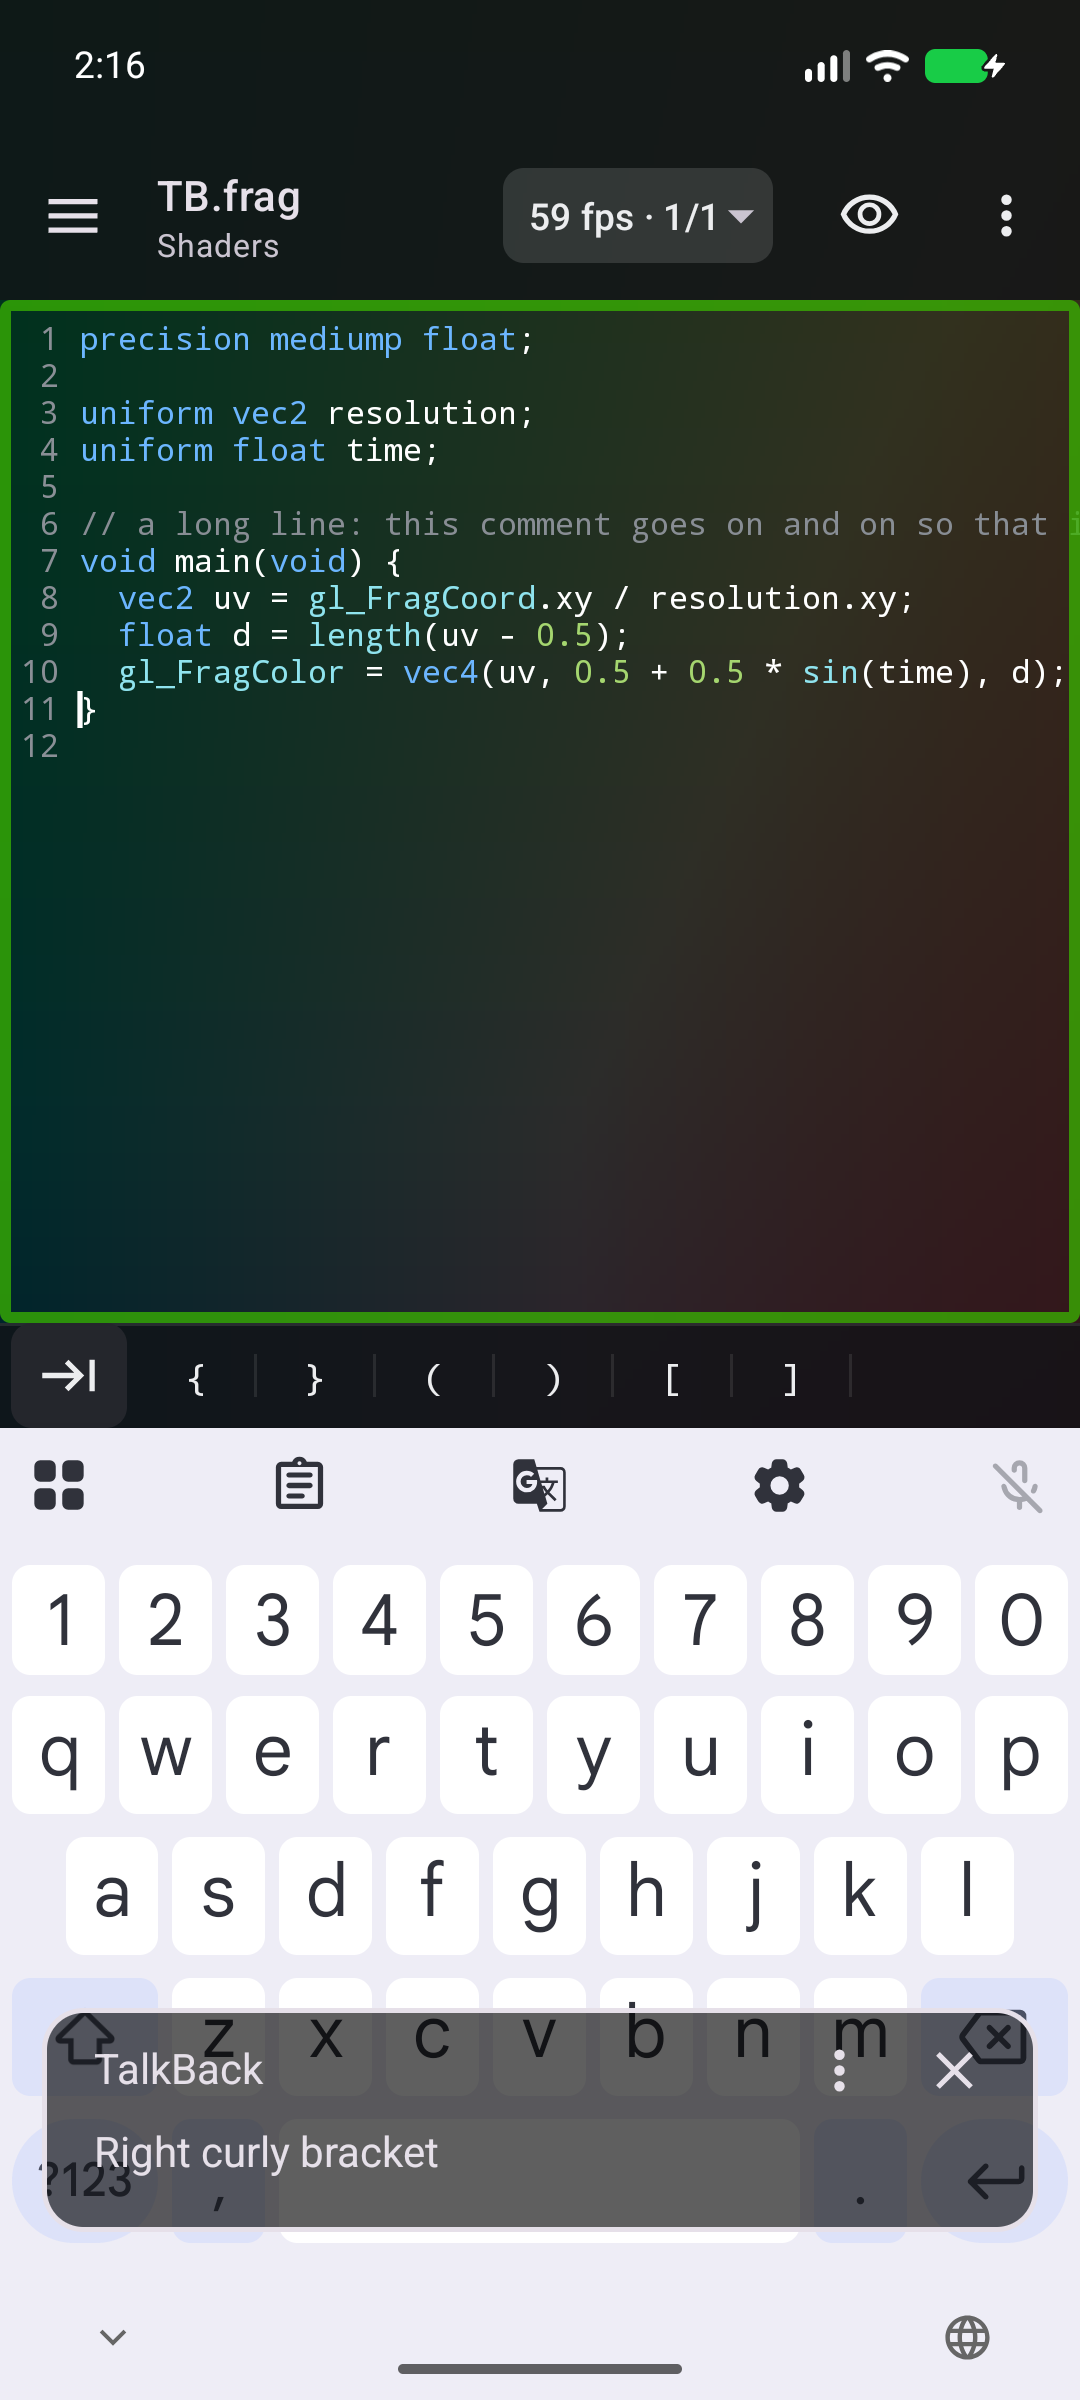 2:16
TB.frag
Shaders
59 fps · 1/1
1 precision mediump float;
2
3 uniform vec2 resolution;
4 uniform float time;
5
6 // a long line: this comment goes on and on so that i
7 void main(void) {
8   vec2 uv = gl_FragCoord.xy / resolution.xy;
9   float d = length(uv - 0.5);
10   gl_FragColor = vec4(uv, 0.5 + 0.5 * sin(time), d);
11 }
12
{ } ( ) [ ]
G 文
1 2 3 4 5 6 7 8 9 0
q w e r t y u i o p
a s d f g h j k l
z x c v b n m
TalkBack
Right curly bracket
?123 , .